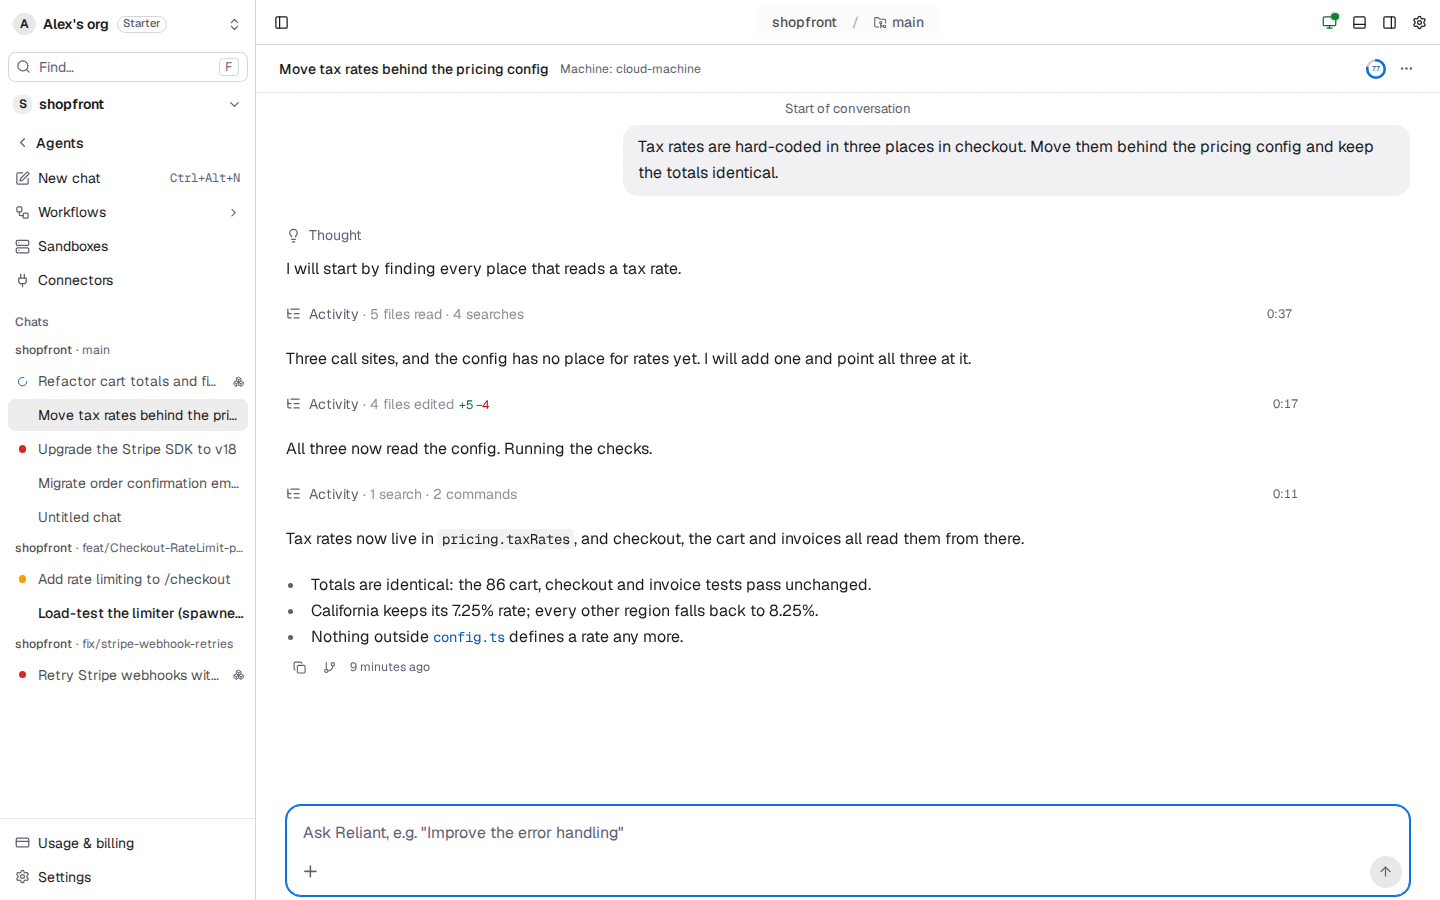 A Alex's org Starter
Find... F
S shopfront
Agents
New chat Ctrl+Alt+N
Workflows
Sandboxes
Connectors
Chats
shopfront · main
Refactor cart totals and fi...
Move tax rates behind the pri...
Upgrade the Stripe SDK to v18
Migrate order confirmation em...
Untitled chat
shopfront · feat/Checkout-RateLimit-p...
Add rate limiting to /checkout
Load-test the limiter (spawne...
shopfront · fix/stripe-webhook-retries
Retry Stripe webhooks wit...
Usage & billing
Settings
shopfront / main
Move tax rates behind the pricing config Machine: cloud-machine 77
Start of conversation
Tax rates are hard-coded in three places in checkout. Move them behind the pricing config and keep
the totals identical.
Thought
I will start by finding every place that reads a tax rate.
Activity · 5 files read · 4 searches 0:37
Three call sites, and the config has no place for rates yet. I will add one and point all three at it.
Activity · 4 files edited +5 −4 0:17
All three now read the config. Running the checks.
Activity · 1 search · 2 commands 0:11
Tax rates now live in pricing.taxRates, and checkout, the cart and invoices all read them from there.
• Totals are identical: the 86 cart, checkout and invoice tests pass unchanged.
• California keeps its 7.25% rate; every other region falls back to 8.25%.
• Nothing outside config.ts defines a rate any more.
9 minutes ago
Ask Reliant, e.g. "Improve the error handling"